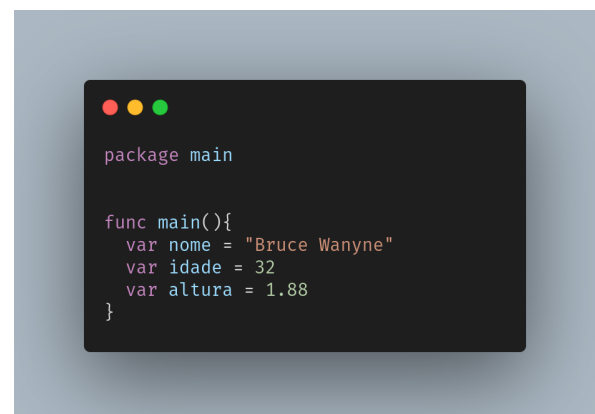 package main
func main(){
var nome = "Bruce Wanyne"
var idade = 32
var altura = 1.88
}